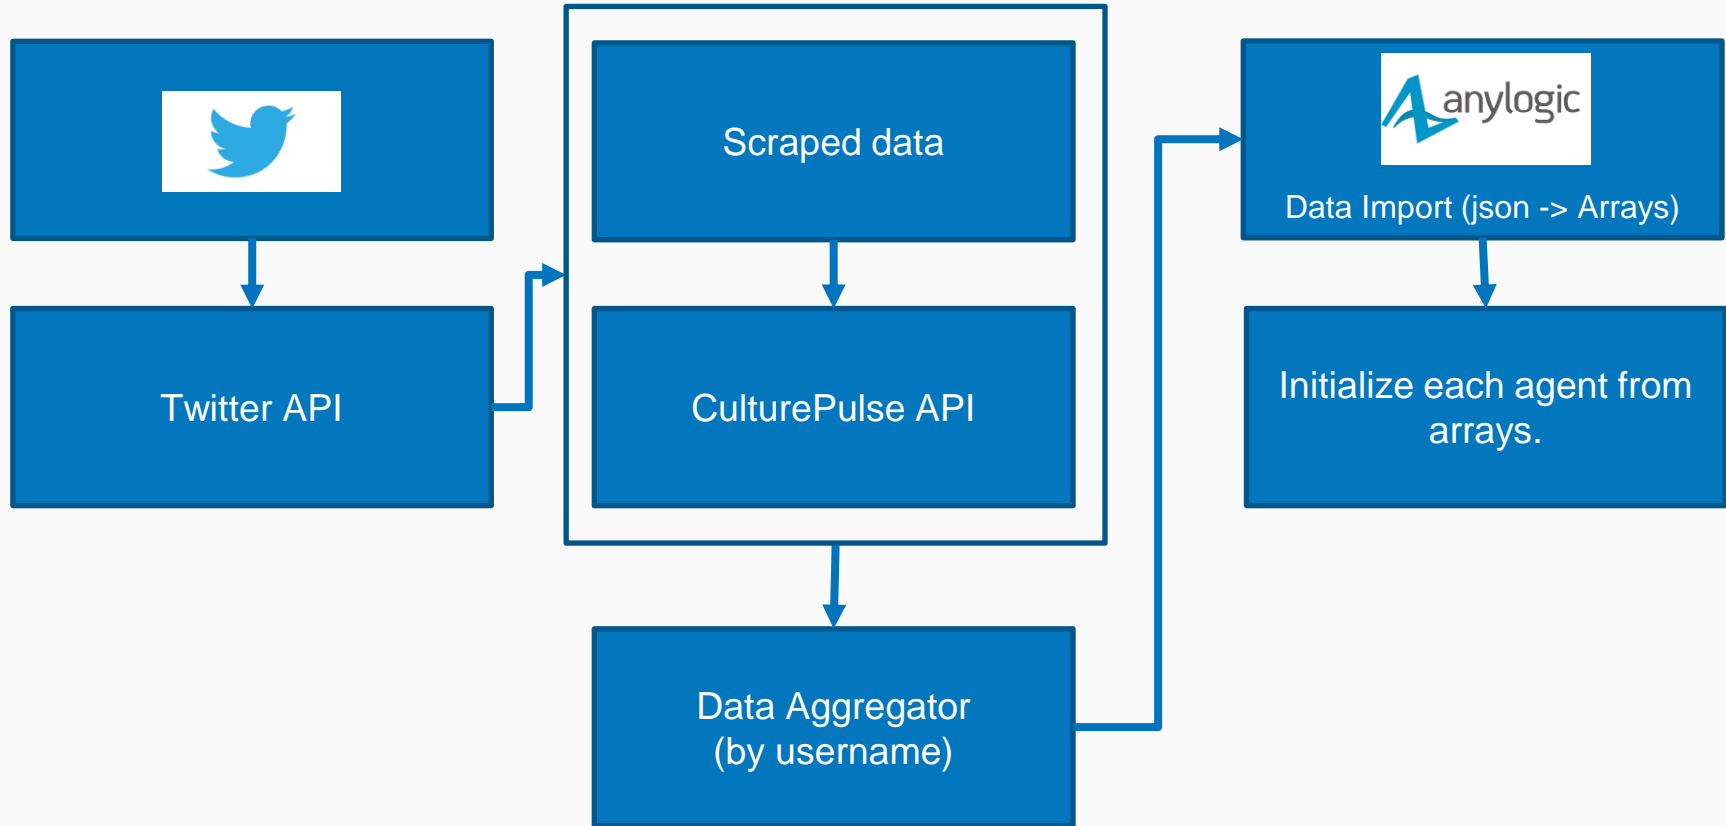 Twitter API
Scraped data
CulturePulse API
Data Aggregator
(by username)
anylogic
Data Import (json -> Arrays)
Initialize each agent from
arrays.